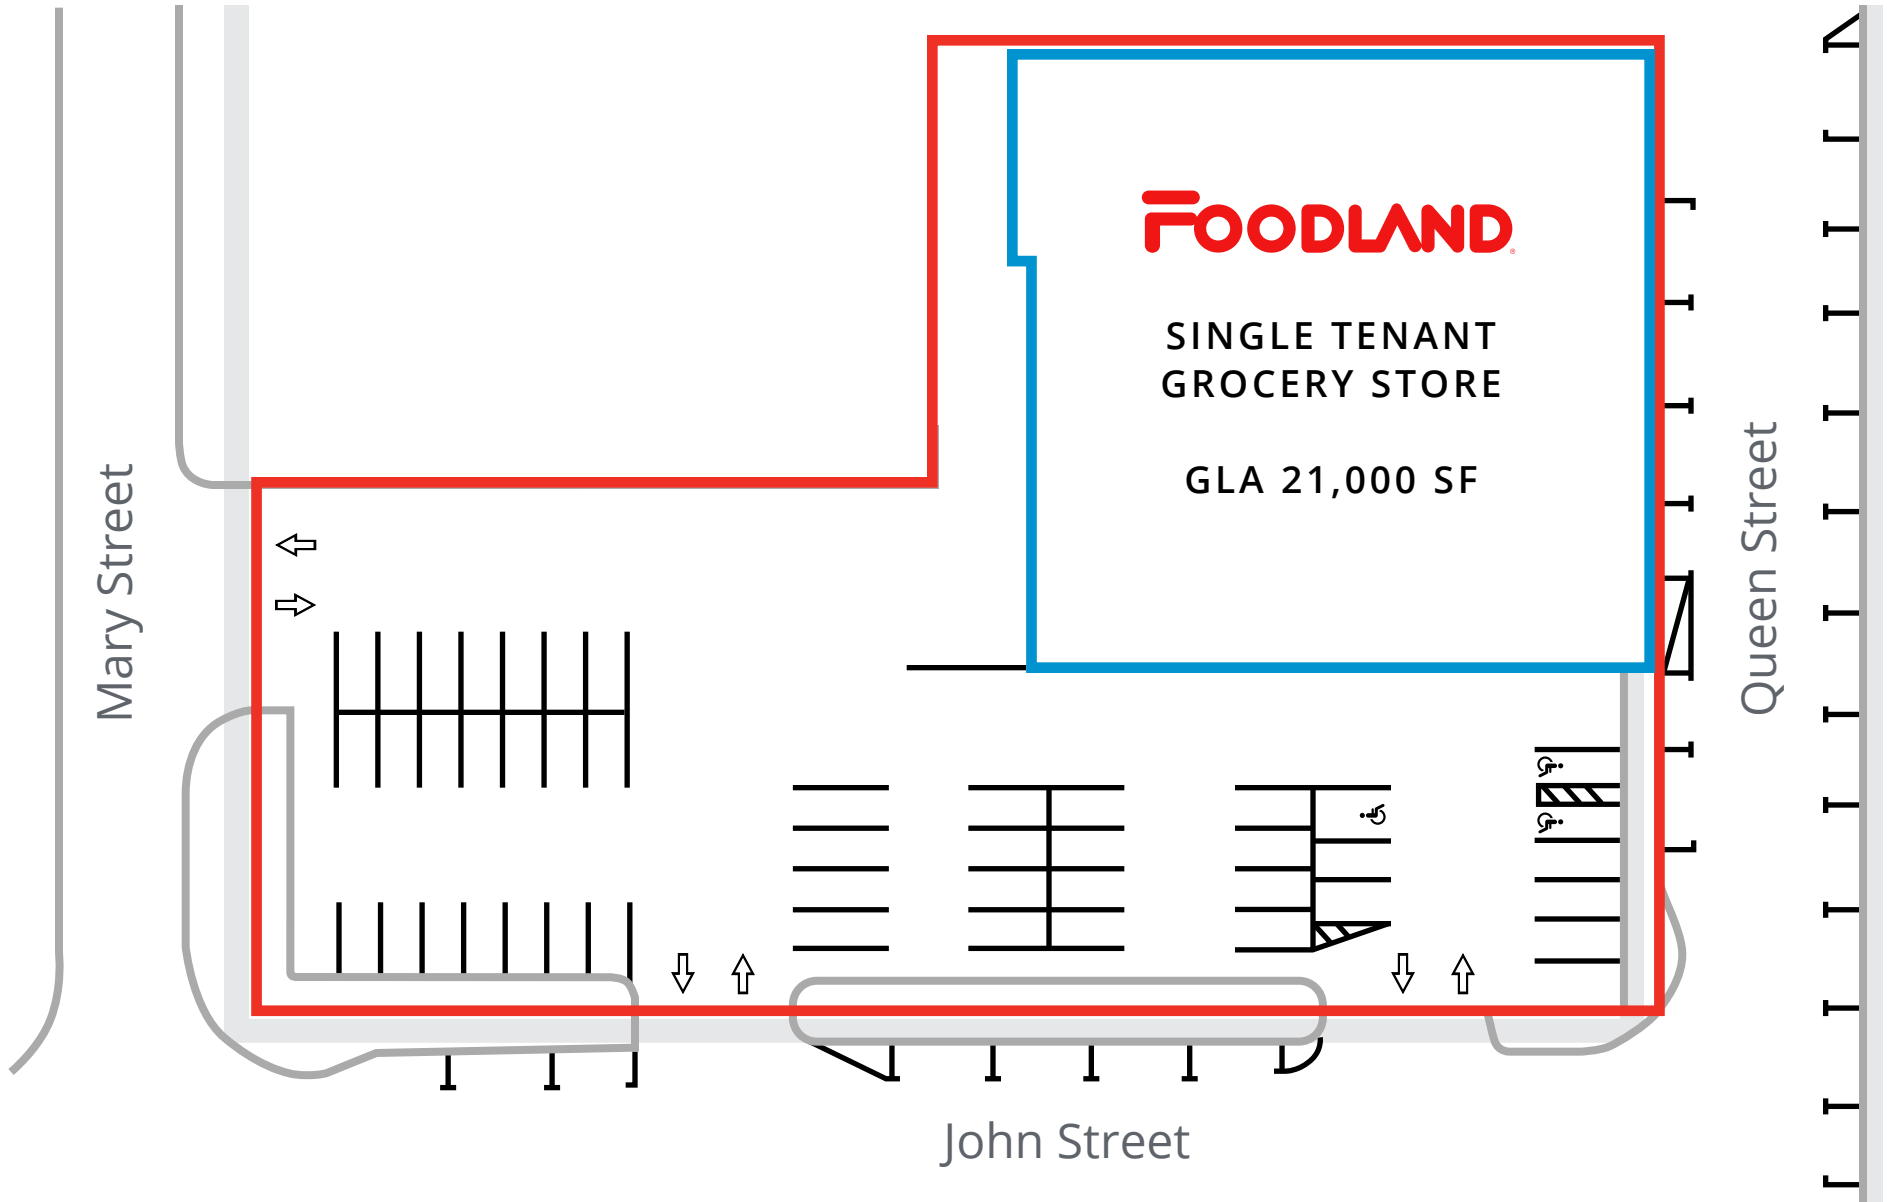 FOODLAND®
SINGLE TENANT
GROCERY STORE
GLA 21,000 SF
Mary Street
Queen Street
John Street